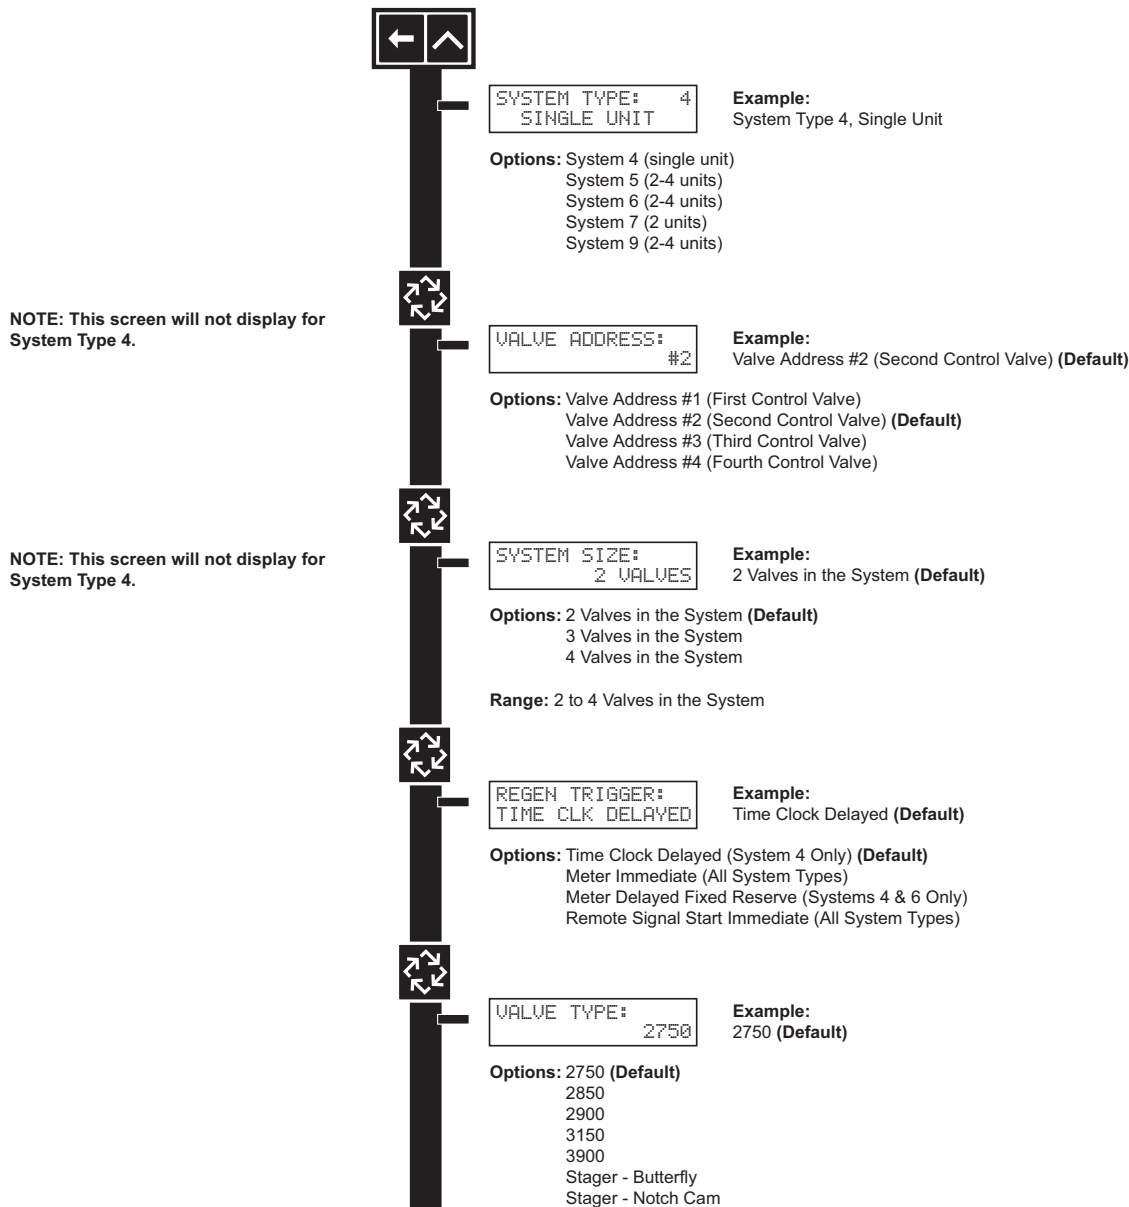 SYSTEM TYPE: 4
SINGLE UNIT
Example:
System Type 4, Single Unit
Options: System 4 (single unit)
System 5 (2-4 units)
System 6 (2-4 units)
System 7 (2 units)
System 9 (2-4 units)
NOTE: This screen will not display for
System Type 4.
VALVE ADDRESS:
#2
Example:
Valve Address #2 (Second Control Valve) (Default)
Options: Valve Address #1 (First Control Valve)
Valve Address #2 (Second Control Valve) (Default)
Valve Address #3 (Third Control Valve)
Valve Address #4 (Fourth Control Valve)
NOTE: This screen will not display for
System Type 4.
SYSTEM SIZE:
2 VALVES
Example:
2 Valves in the System (Default)
Options: 2 Valves in the System (Default)
3 Valves in the System
4 Valves in the System
Range: 2 to 4 Valves in the System
REGEN TRIGGER:
TIME CLK DELAYED
Example:
Time Clock Delayed (Default)
Options: Time Clock Delayed (System 4 Only) (Default)
Meter Immediate (All System Types)
Meter Delayed Fixed Reserve (Systems 4 & 6 Only)
Remote Signal Start Immediate (All System Types)
VALVE TYPE:
2750
Example:
2750 (Default)
Options: 2750 (Default)
2850
2900
3150
3900
Stager - Butterfly
Stager - Notch Cam